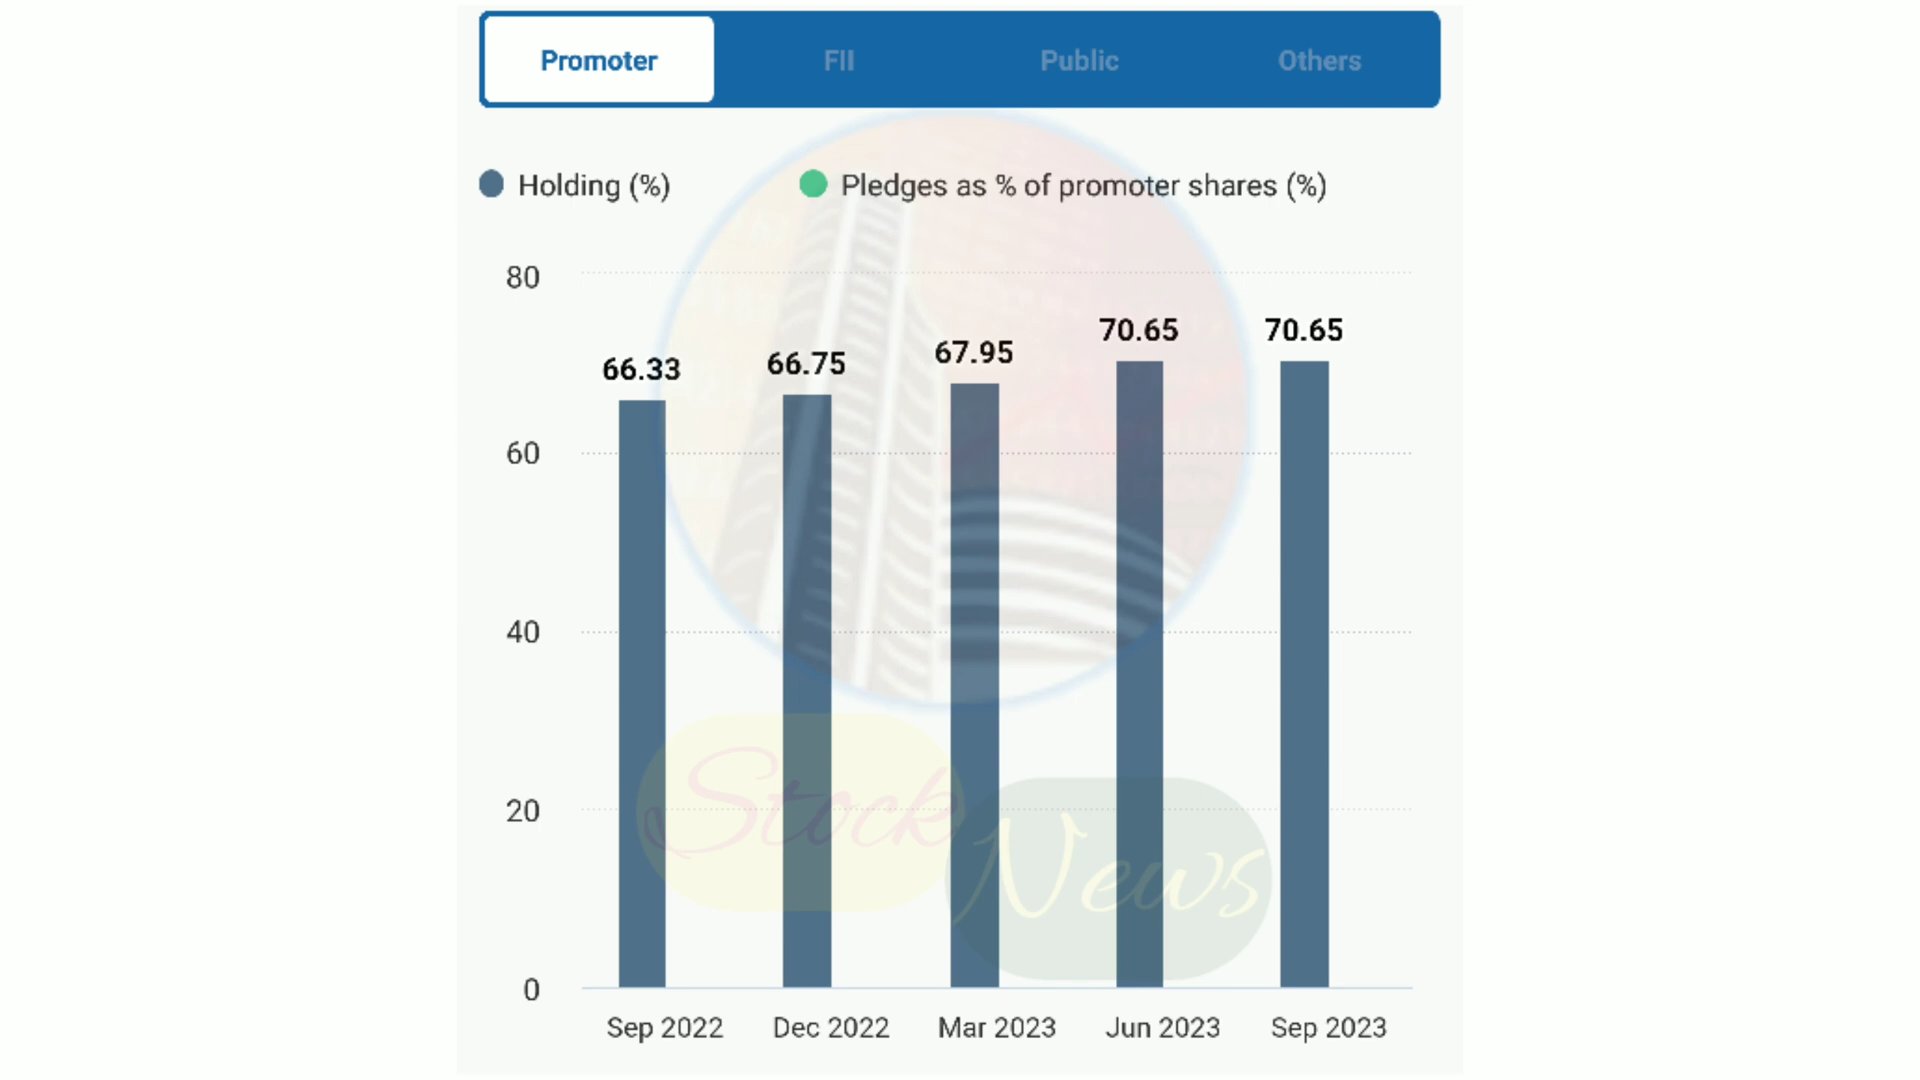 Promoter FII Public Others
Holding (%) Pledges as % of promoter shares (%)
80
66.33 66.75 67.95 70.65 70.65
60
40
20
0
Stock
News
Sep 2022 Dec 2022 Mar 2023 Jun 2023 Sep 2023